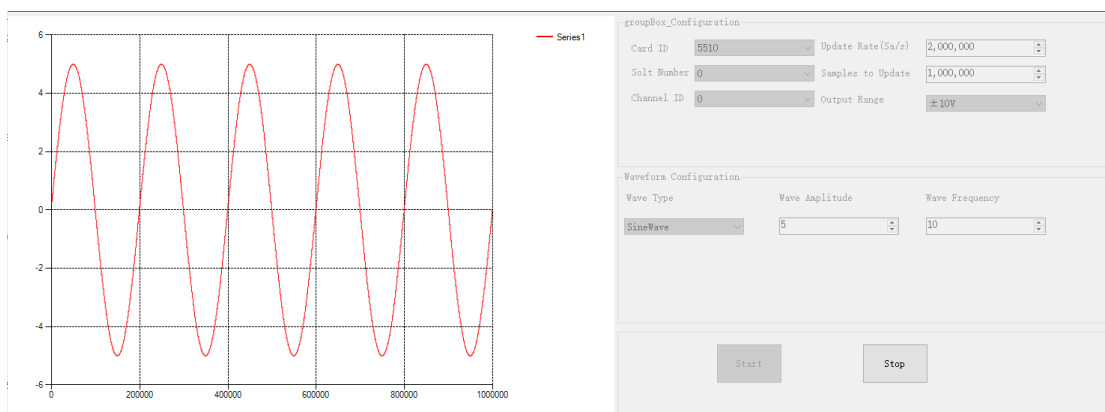 6
4
2
0
-2
-4
-6
0
200000
400000
600000
800000
1000000
Series1
groupBox_Configuration
Card ID
5510
Update Rate(Sa/s)
2,000,000
Solt Number
0
Samples to Update
1,000,000
Channel ID
0
Output Range
±10V
Waveform Configuration
Wave Type
Wave Amplitude
Wave Frequency
SineWave
5
10
Start
Stop